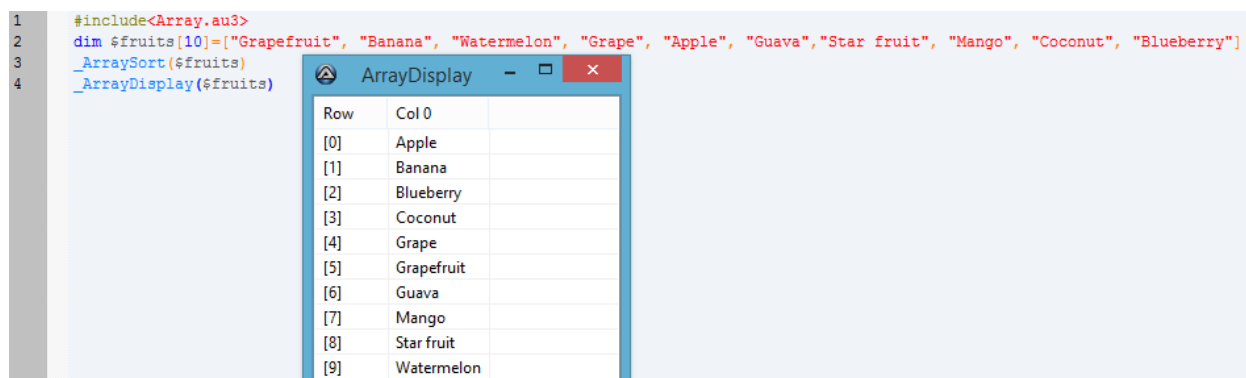 1 #include<Array.au3>
2 dim $fruits[10]=["Grapefruit", "Banana", "Watermelon", "Grape", "Apple", "Guava","Star fruit", "Mango", "Coconut", "Blueberry"]
3 _ArraySort($fruits)
4 _ArrayDisplay($fruits)
ArrayDisplay
Row Col 0
[0] Apple
[1] Banana
[2] Blueberry
[3] Coconut
[4] Grape
[5] Grapefruit
[6] Guava
[7] Mango
[8] Star fruit
[9] Watermelon